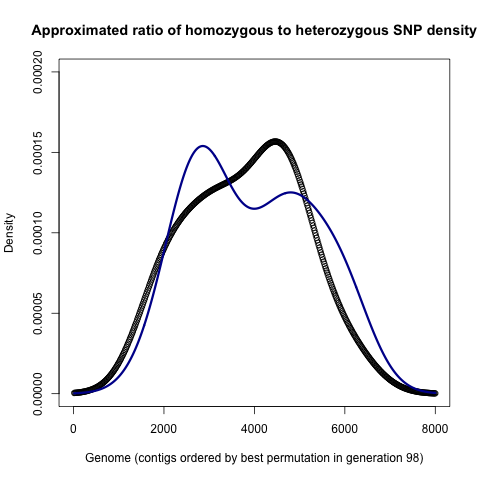 Approximated ratio of homozygous to heterozygous SNP density
0.00020
0.00015
0.00010
0.00005
0.00000
Density
0 2000 4000 6000 8000
Genome (contigs ordered by best permutation in generation 98)